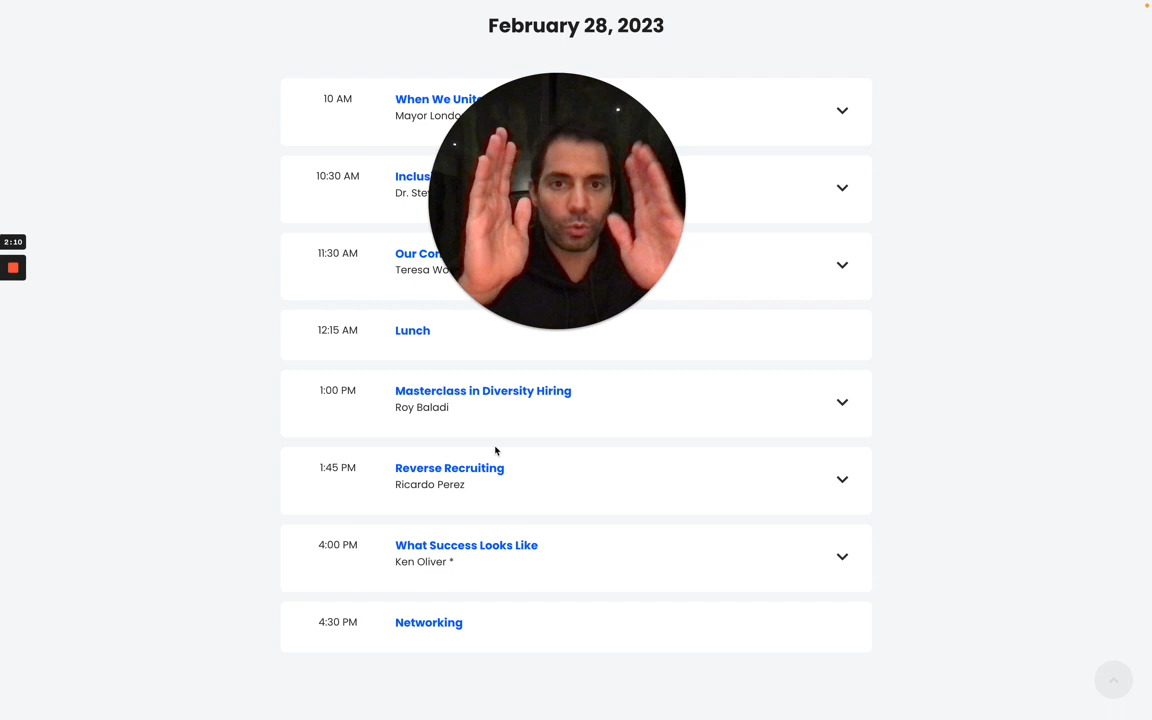 February 28, 2023
10 AM
When We Unite
Mayor Londo
10:30 AM
Inclus
Dr. Ste
11:30 AM
Our Con
Teresa Wo
12:15 AM
Lunch
1:00 PM
Masterclass in Diversity Hiring
Roy Baladi
1:45 PM
Reverse Recruiting
Ricardo Perez
4:00 PM
What Success Looks Like
Ken Oliver *
4:30 PM
Networking
2:10